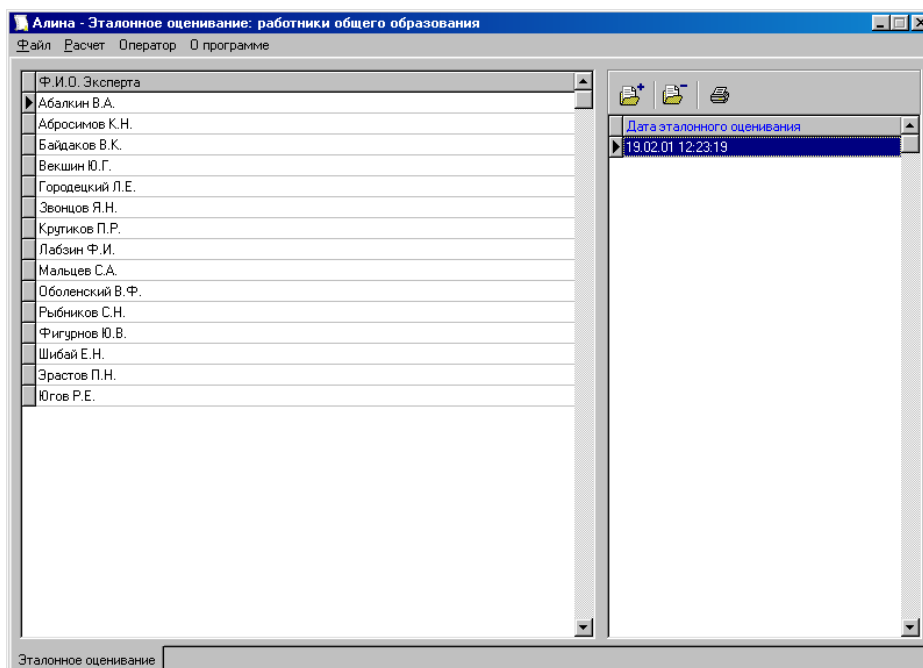 Алина - Эталонное оценивание: работники общего образования
Файл Расчет Оператор О программе
Ф.И.О. Эксперта
Абалкин В.А.
Абросимов К.Н.
Байдаков В.К.
Векшин Ю.Г.
Городецкий Л.Е.
Звонцов Я.Н.
Крутиков П.Р.
Лабзин Ф.И.
Мальцев С.А.
Оболенский В.Ф.
Рыбников С.Н.
Фигурнов Ю.В.
Шибай Е.Н.
Эрастов П.Н.
Югов Р.Е.
Дата эталонного оценивания
19.02.01 12:23:19
Эталонное оценивание